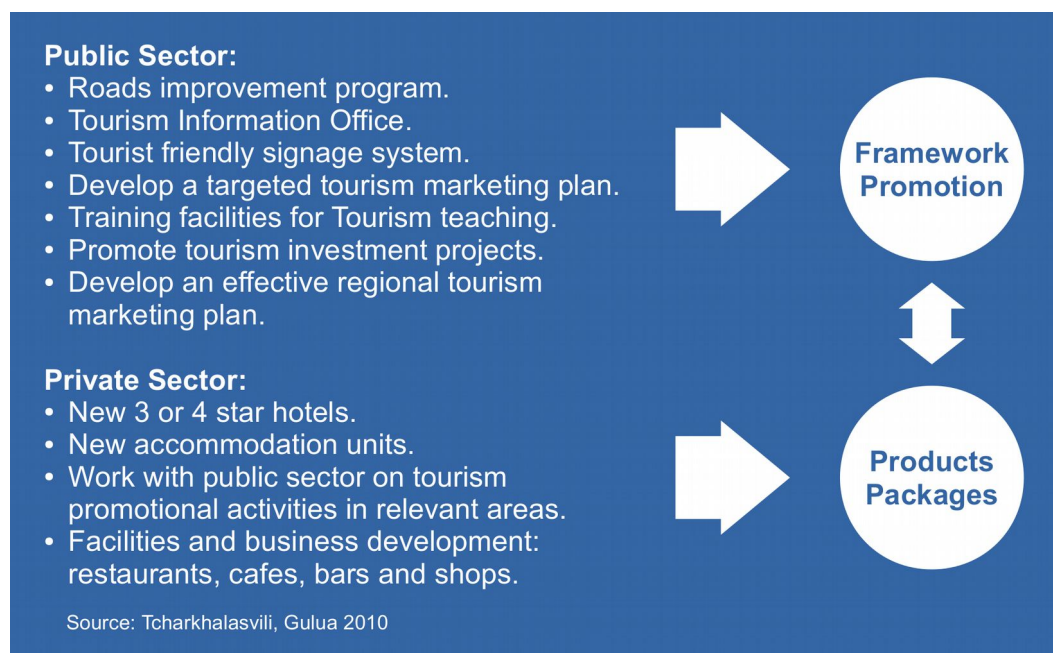 Public Sector:
• Roads improvement program.
• Tourism Information Office.
• Tourist friendly signage system.
• Develop a targeted tourism marketing plan.
• Training facilities for Tourism teaching.
• Promote tourism investment projects.
• Develop an effective regional tourism
marketing plan.
Framework
Promotion
Private Sector:
• New 3 or 4 star hotels.
• New accommodation units.
• Work with public sector on tourism
promotional activities in relevant areas.
• Facilities and business development:
restaurants, cafes, bars and shops.
Products
Packages
Source: Tcharkhalasvili, Gulua 2010